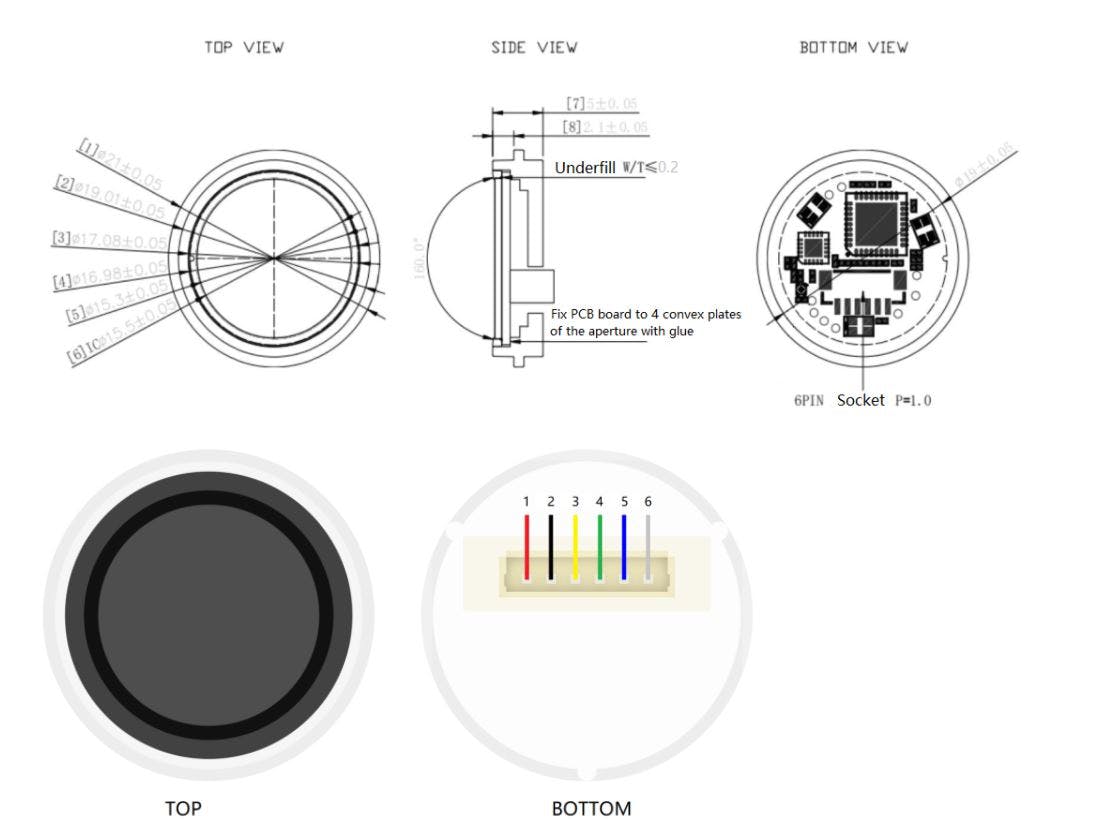 TOP VIEW
SIDE VIEW
BOTTOM VIEW
[7]5±0.05
[8]2.1±0.05
[1]ø21±0.05
[2]ø19.01±0.05
[3]ø17.08±0.05
[4]ø16.98±0.05
[5]ø15.3±0.05
[6]ICø15.5±0.05
160.0°
Underfill W/T≤0.2
Fix PCB board to 4 convex plates
of the aperture with glue
ø19±0.05
6PIN Socket P=1.0
1 2 3 4 5 6
TOP
BOTTOM